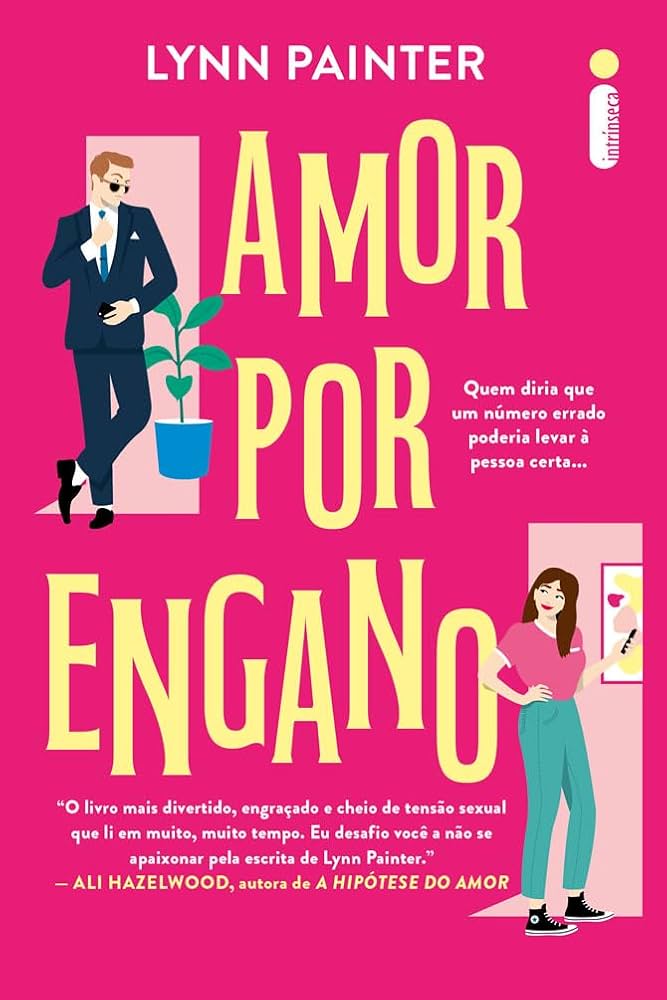 LYNN PAINTER
intrínseca
AMOR
POR
Quem diria que
um número errado
poderia levar à
pessoa certa...
ENGANO
“O livro mais divertido, engraçado e cheio de tensão sexual
que li em muito, muito tempo. Eu desafio você a não se
apaixonar pela escrita de Lynn Painter.”
— ALI HAZELWOOD, autora de A HIPÓTESE DO AMOR